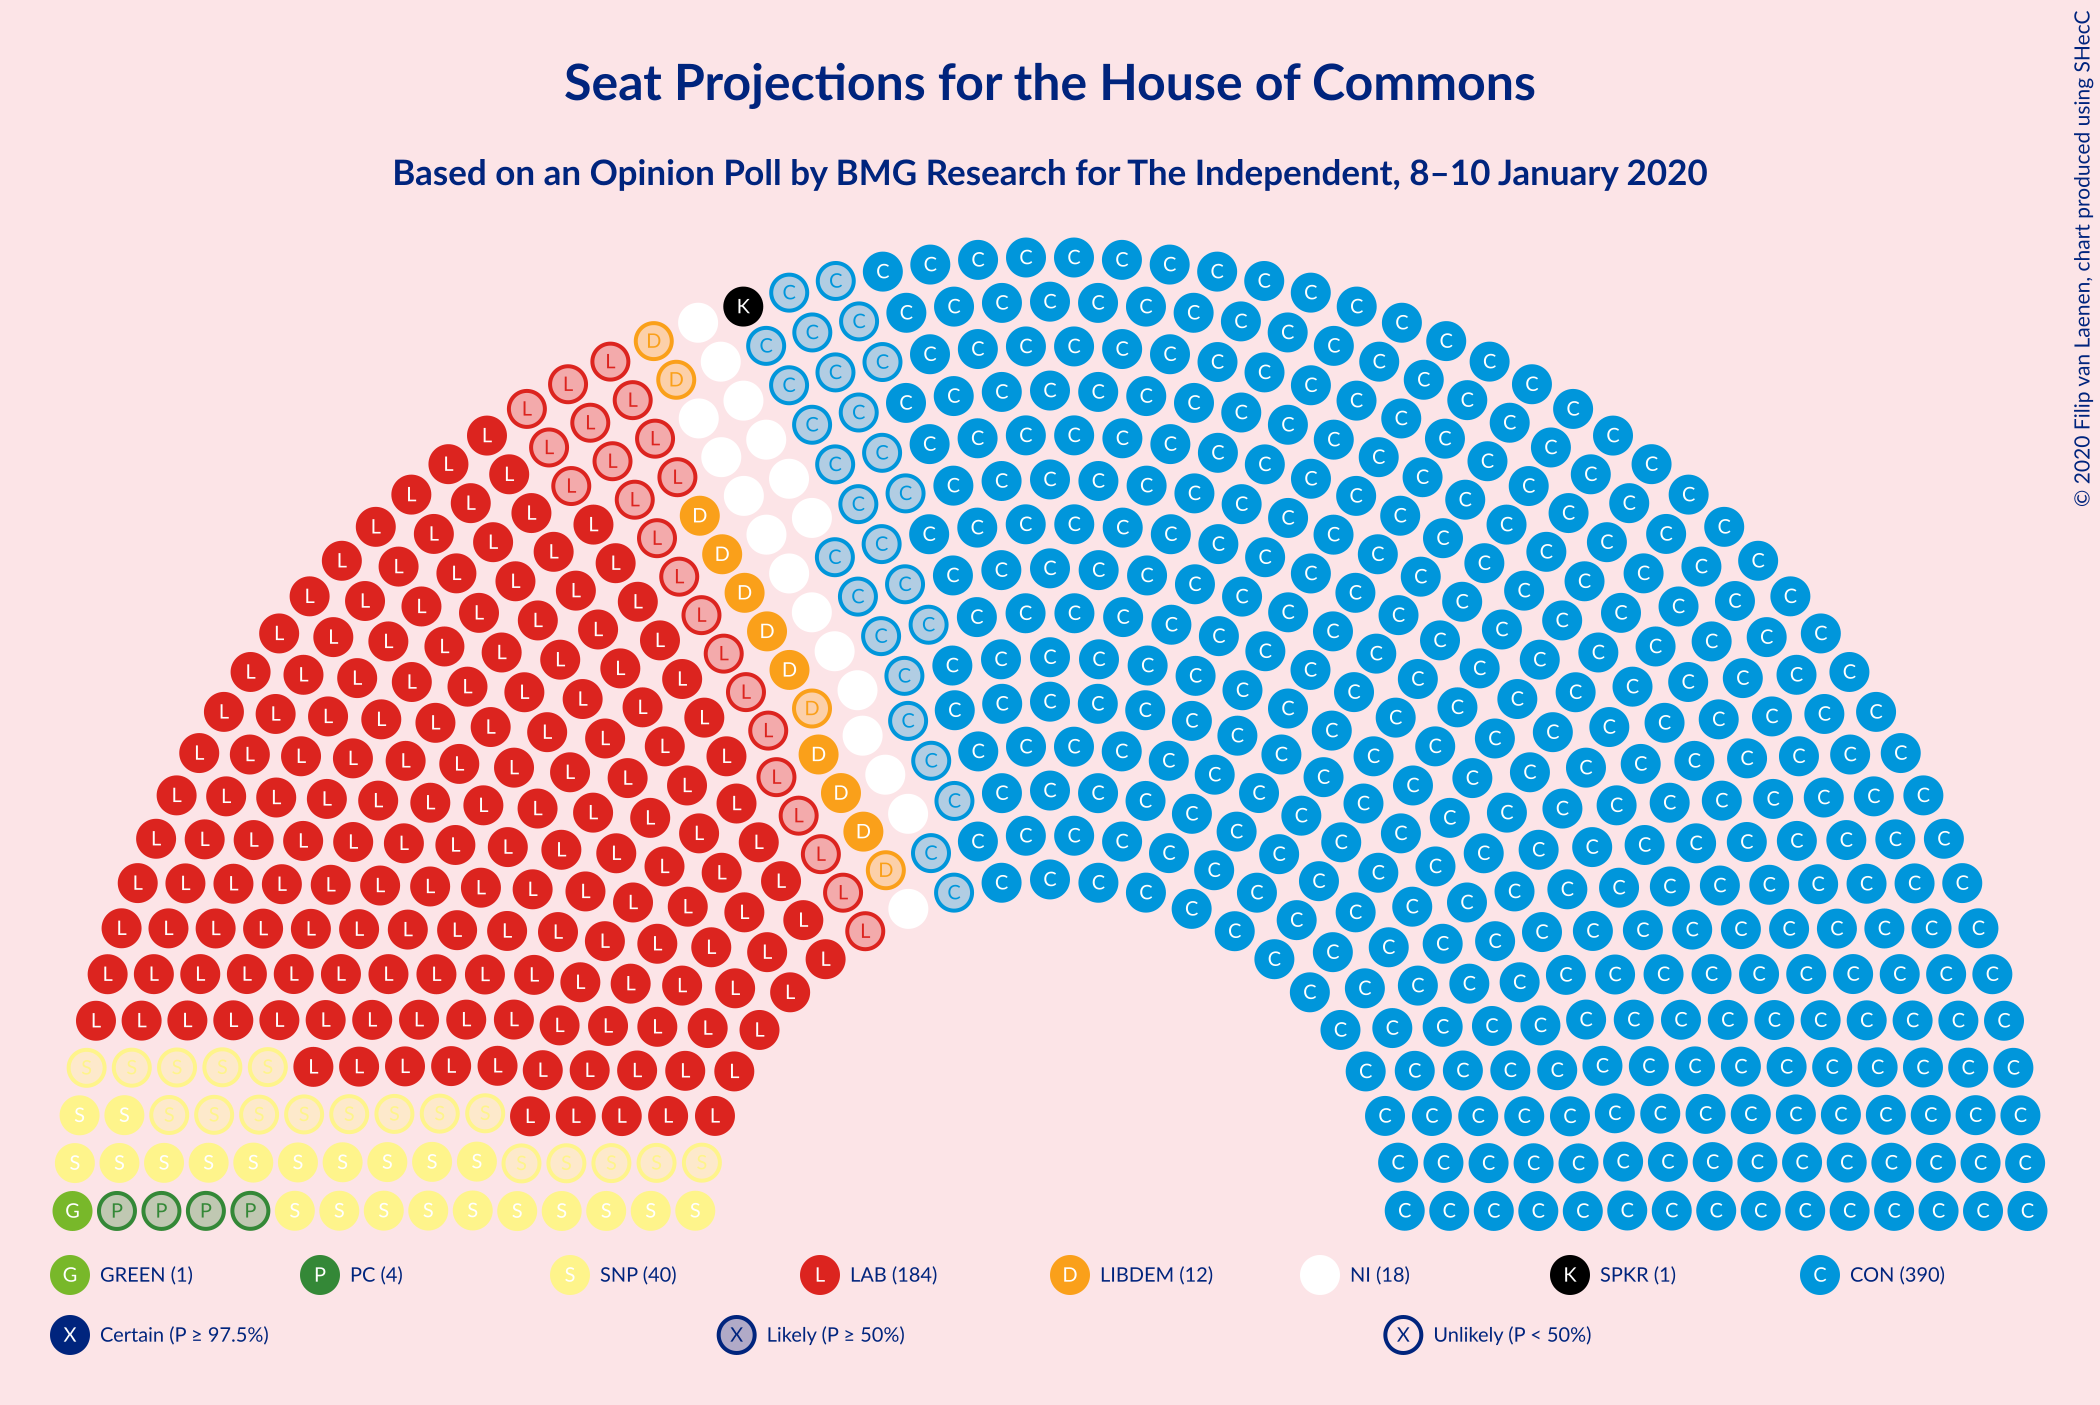 Seat Projections for the House of Commons
Based on an Opinion Poll by BMG Research for The Independent, 8–10 January 2020
© 2020 Filip van Laenen, chart produced using SHecC
G GREEN (1)
P PC (4)
S SNP (40)
L LAB (184)
D LIBDEM (12)
NI (18)
K SPKR (1)
C CON (390)
X Certain (P ≥ 97.5%)
X Likely (P ≥ 50%)
X Unlikely (P < 50%)